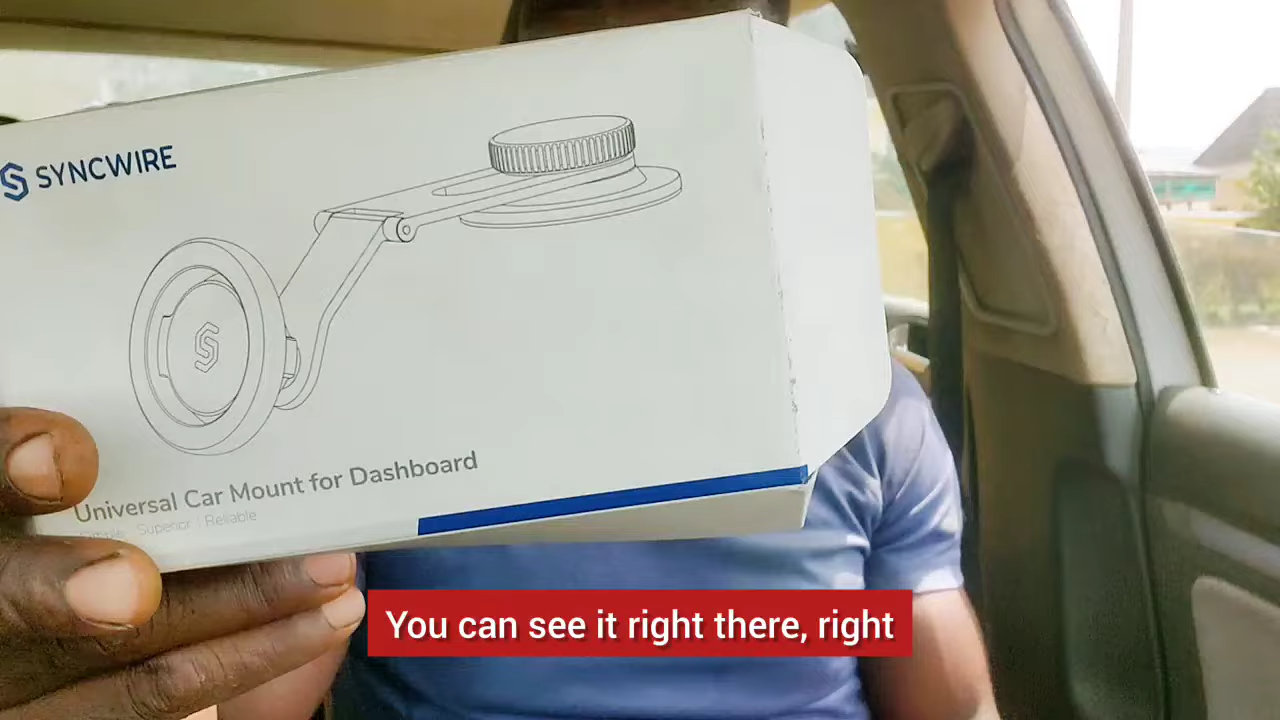 SYNCWIRE
Universal Car Mount for Dashboard
Superior | Reliable
You can see it right there, right